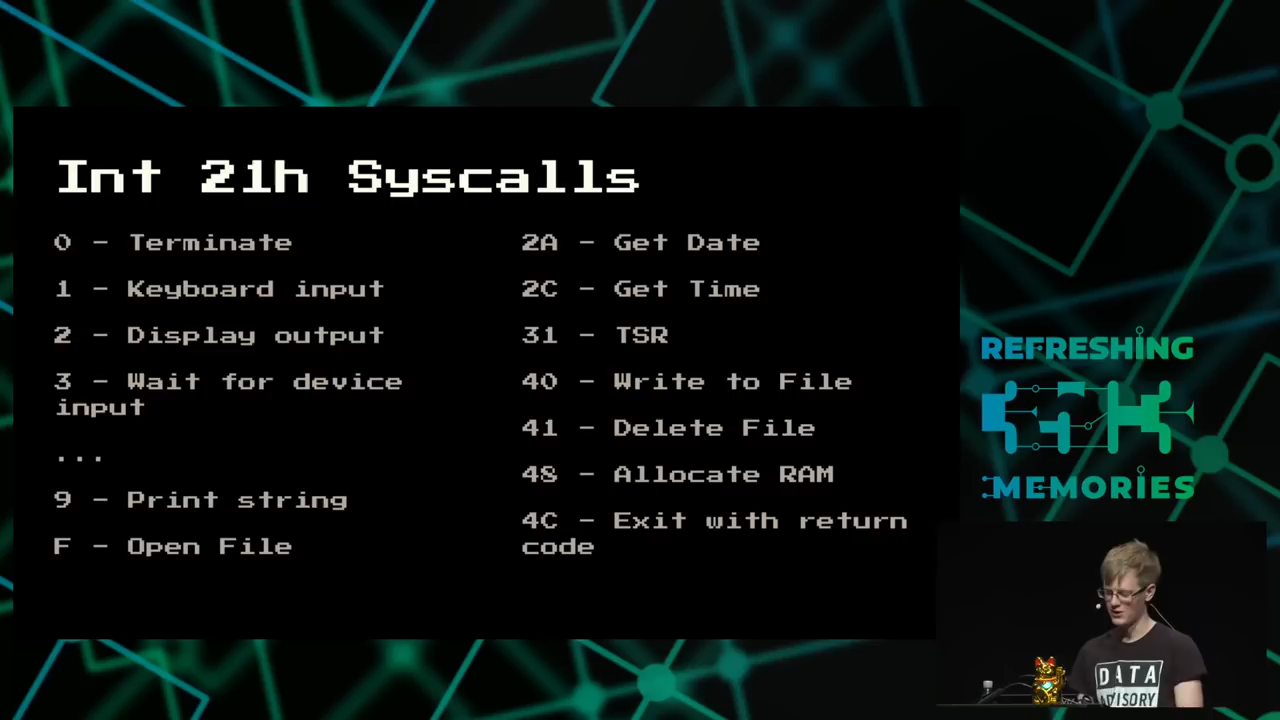 Int 21h Syscalls
0 - Terminate
1 - Keyboard input
2 - Display output
3 - Wait for device
input
...
9 - Print string
F - Open File
2A - Get Date
2C - Get Time
31 - TSR
40 - Write to File
41 - Delete File
48 - Allocate RAM
4C - Exit with return
code
REFRESHING
MEMORIES
DATA